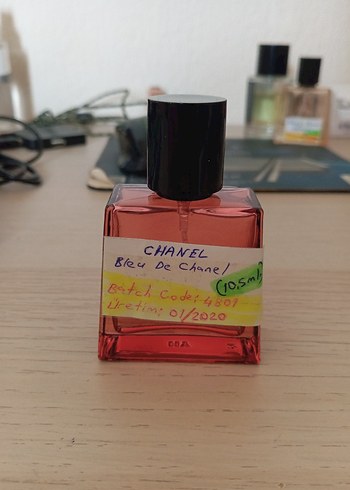 CHANEL
Bleu De Chanel
(10,5ml)
Batch Code: 4801
Üretim: 01/2020